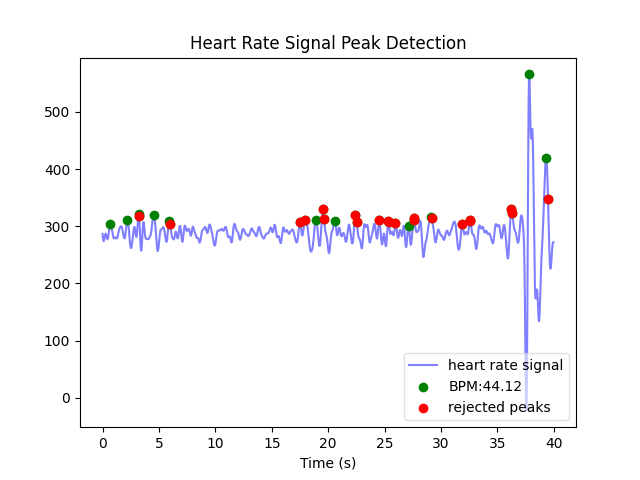 Heart Rate Signal Peak Detection
500
400
300
200
100
0
heart rate signal
BPM:44.12
rejected peaks
0 5 10 15 20 25 30 35 40
Time (s)